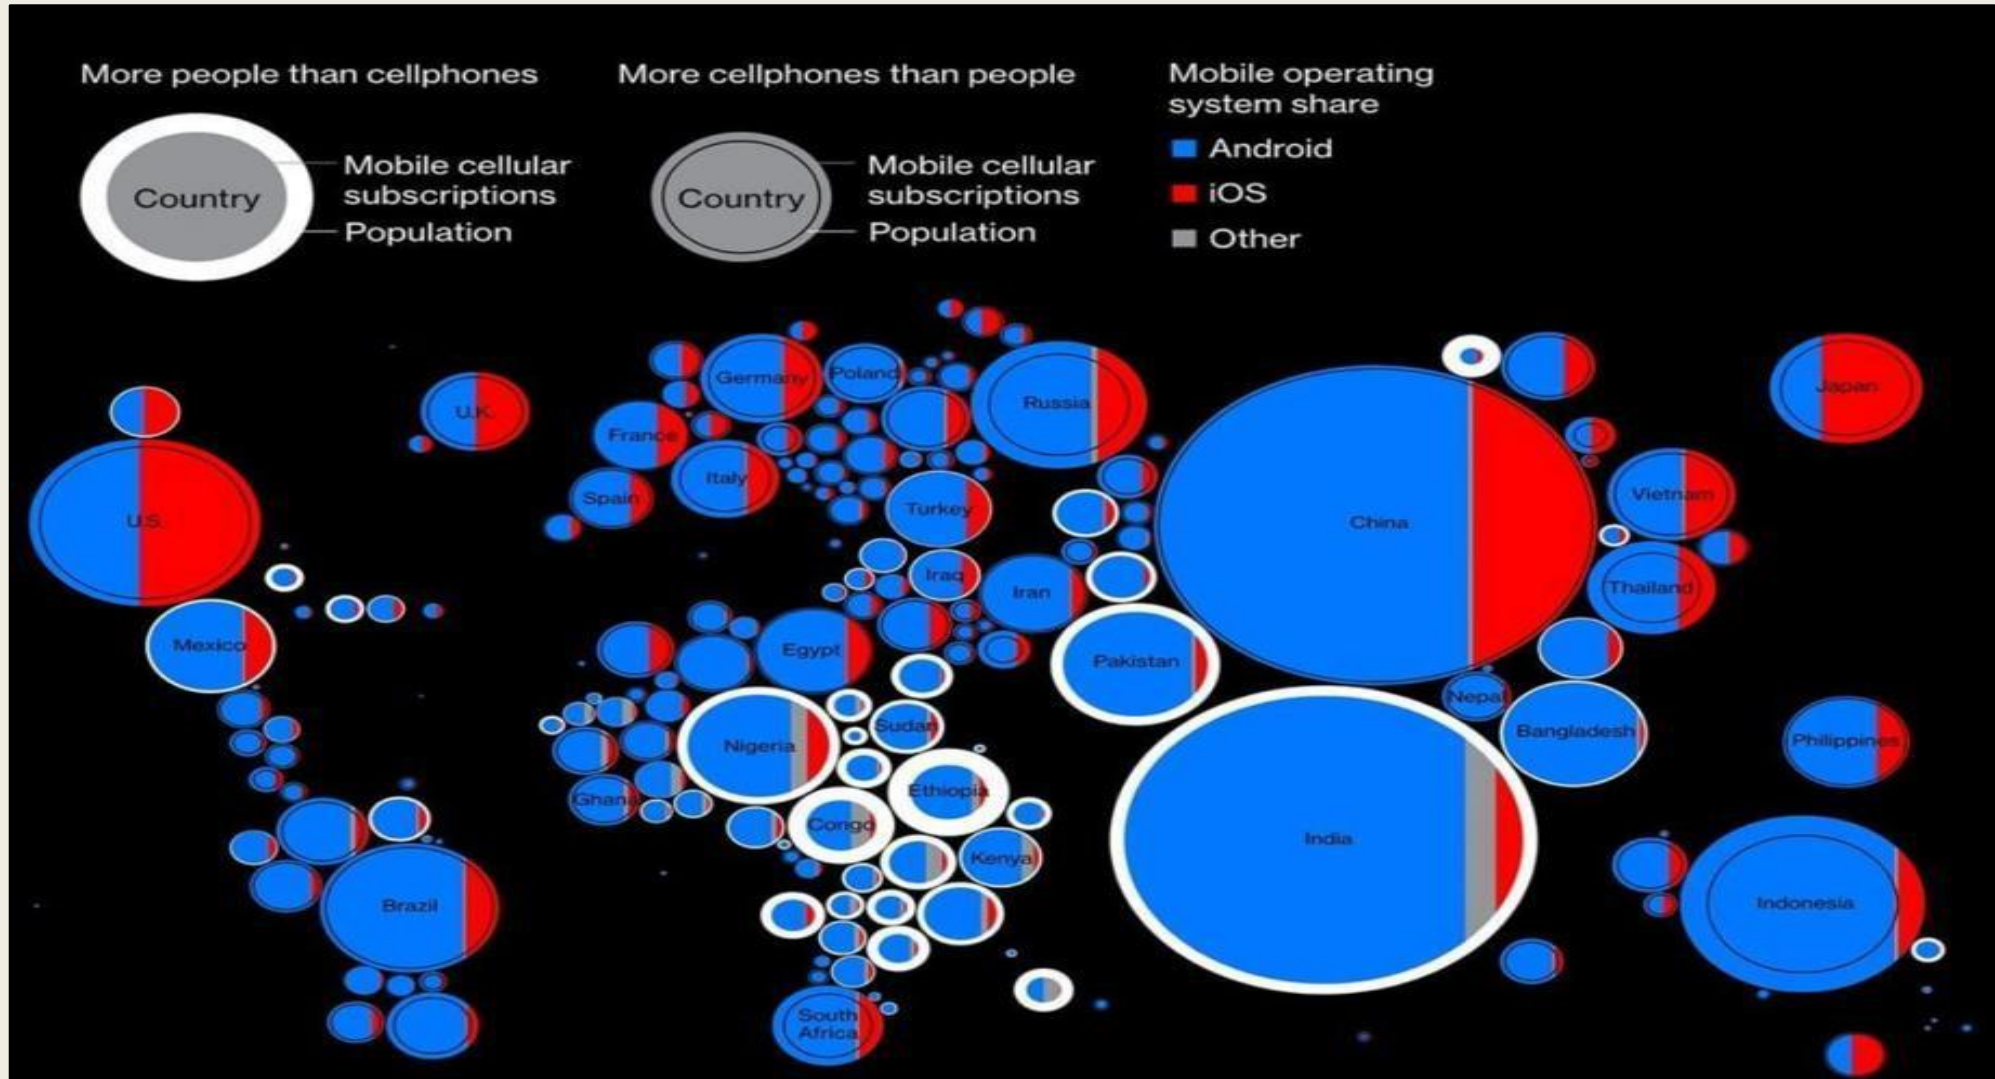 More people than cellphones
Country
Mobile cellular
subscriptions
Population
More cellphones than people
Country
Mobile cellular
subscriptions
Population
Mobile operating
system share
Android
iOS
Other
U.S.
Mexico
Brazil
U.K.
Germany
Poland
France
Italy
Spain
Russia
Turkey
Iraq
Iran
Egypt
Nigeria
Sudan
Ghana
Congo
Ethiopia
Kenya
South
Africa
Pakistan
China
India
Nepal
Bangladesh
Japan
Vietnam
Thailand
Philippines
Indonesia